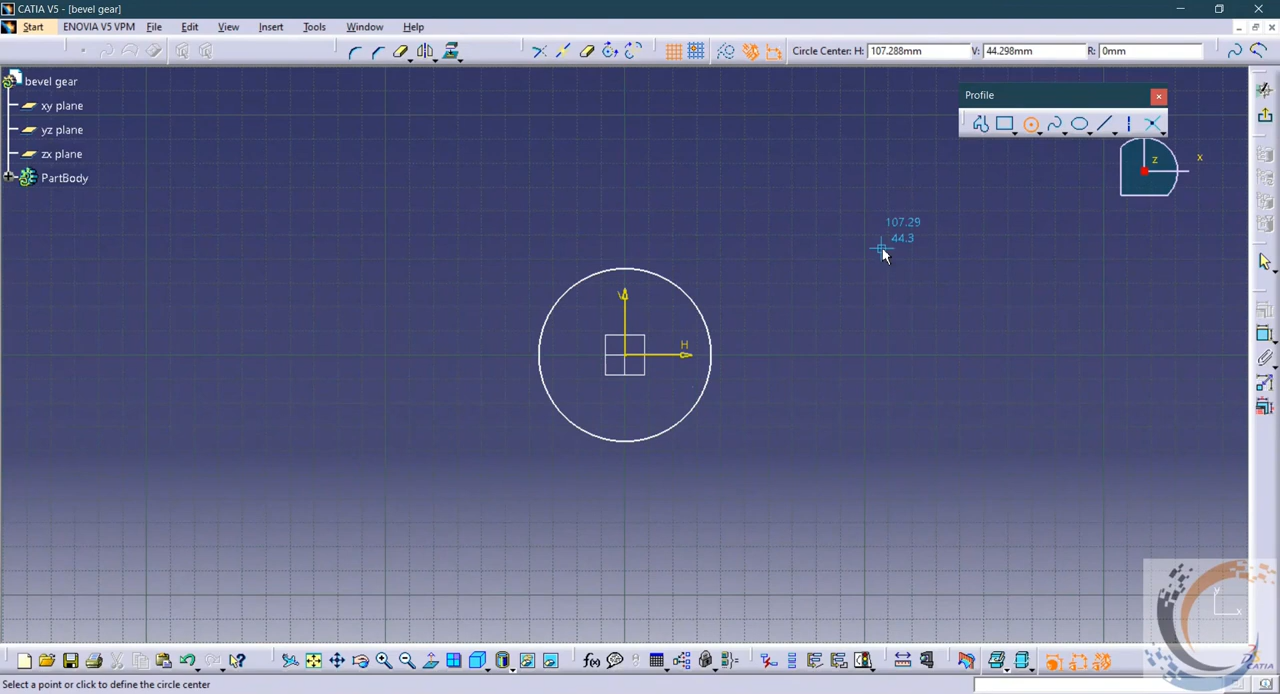 CATIA V5 - [bevel gear]
Start ENOVIA V5 VPM File Edit View Insert Tools Window Help
Circle Center: H: 107.288mm V: 44.298mm R: 0mm
bevel gear
xy plane
yz plane
zx plane
PartBody
Profile
z x
107.29
44.3
V
H
y
x
CATIA
f(x)
Select a point or click to define the circle center